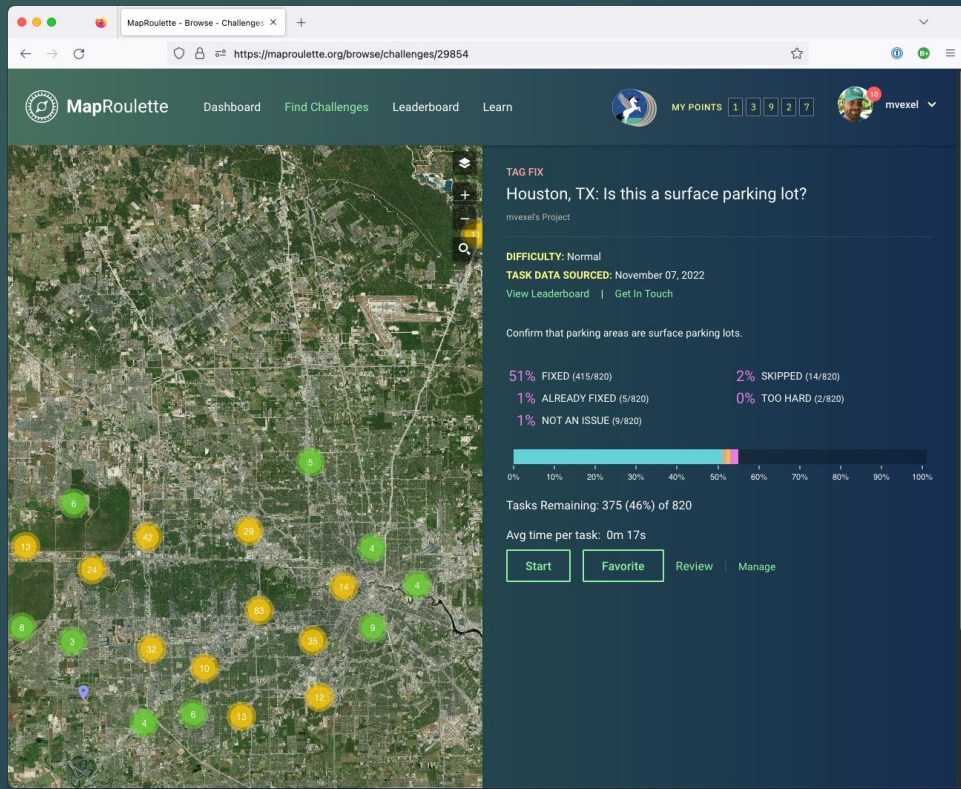 MapRoulette - Browse - Challenges
https://maproulette.org/browse/challenges/29854
MapRoulette
Dashboard
Find Challenges
Leaderboard
Learn
MY POINTS 1 3 9 2 7
10
mvexel
TAG FIX
Houston, TX: Is this a surface parking lot?
mvexel's Project
DIFFICULTY: Normal
TASK DATA SOURCED: November 07, 2022
View Leaderboard | Get In Touch
Confirm that parking areas are surface parking lots.
51% FIXED (415/820)
2% SKIPPED (14/820)
1% ALREADY FIXED (5/820)
0% TOO HARD (2/820)
1% NOT AN ISSUE (9/820)
0% 10% 20% 30% 40% 50% 60% 70% 80% 90% 100%
Tasks Remaining: 375 (46%) of 820
Avg time per task: 0m 17s
Start
Favorite
Review
Manage
11
5
6
42
29
13
4
24
14
4
83
8
9
3
35
32
10
12
6
13
4